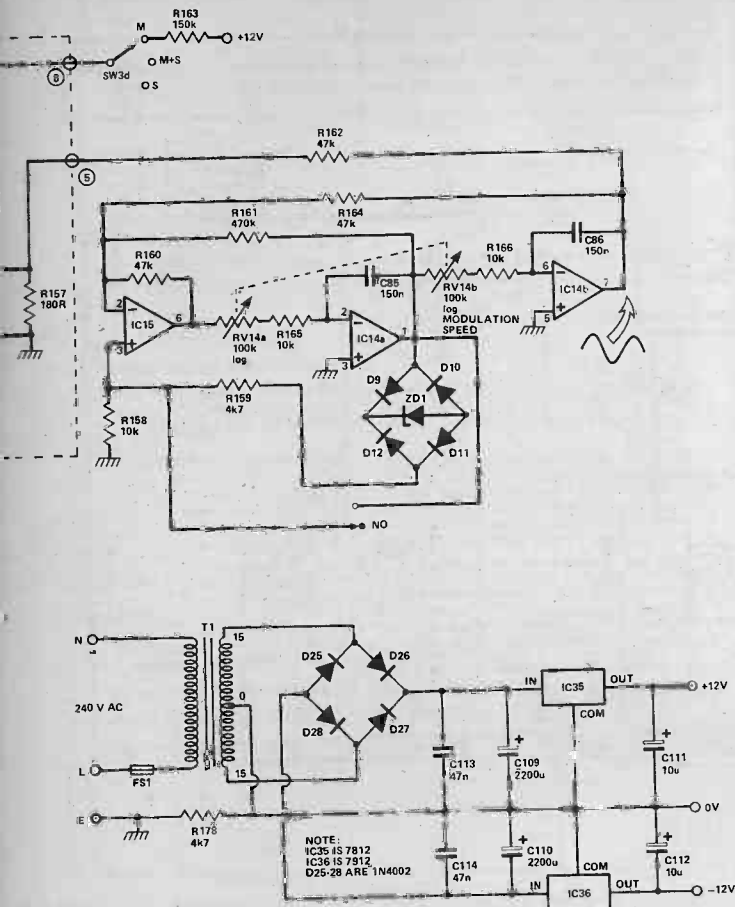 R163
150k
M
+12V
6
SW3d
M+S
S
R162
47k
5
R161
470k
R164
47k
C86
150n
R160
47k
C85
150n
R166
10k
R157
180R
2
IC15
6
3
RV14a
100k
log
R165
10k
2
IC14a
1
3
RV14b
100k
log
MODULATION
SPEED
6
IC14b
7
5
R159
4k7
D9
D10
ZD1
D12
D11
R158
10k
NO
N
T1
15
D25
D26
IN
IC35
OUT
+12V
COM
240 V AC
0
D28
D27
C113
47n
C109
2200u
+
C111
10u
+
L
FS1
15
E
R178
4k7
0V
NOTE:
IC35 IS 7812
IC36 IS 7912
D25-28 ARE 1N4002
C114
47n
C110
2200u
+
C112
10u
+
COM
IN
IC36
OUT
-12V